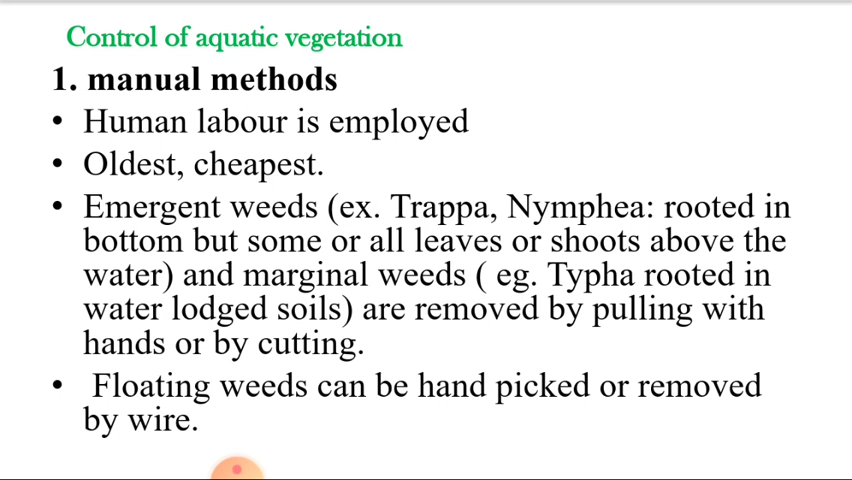 Control of aquatic vegetation
1. manual methods
• Human labour is employed
• Oldest, cheapest.
• Emergent weeds (ex. Trappa, Nymphea: rooted in
bottom but some or all leaves or shoots above the
water) and marginal weeds ( eg. Typha rooted in
water lodged soils) are removed by pulling with
hands or by cutting.
• Floating weeds can be hand picked or removed
by wire.